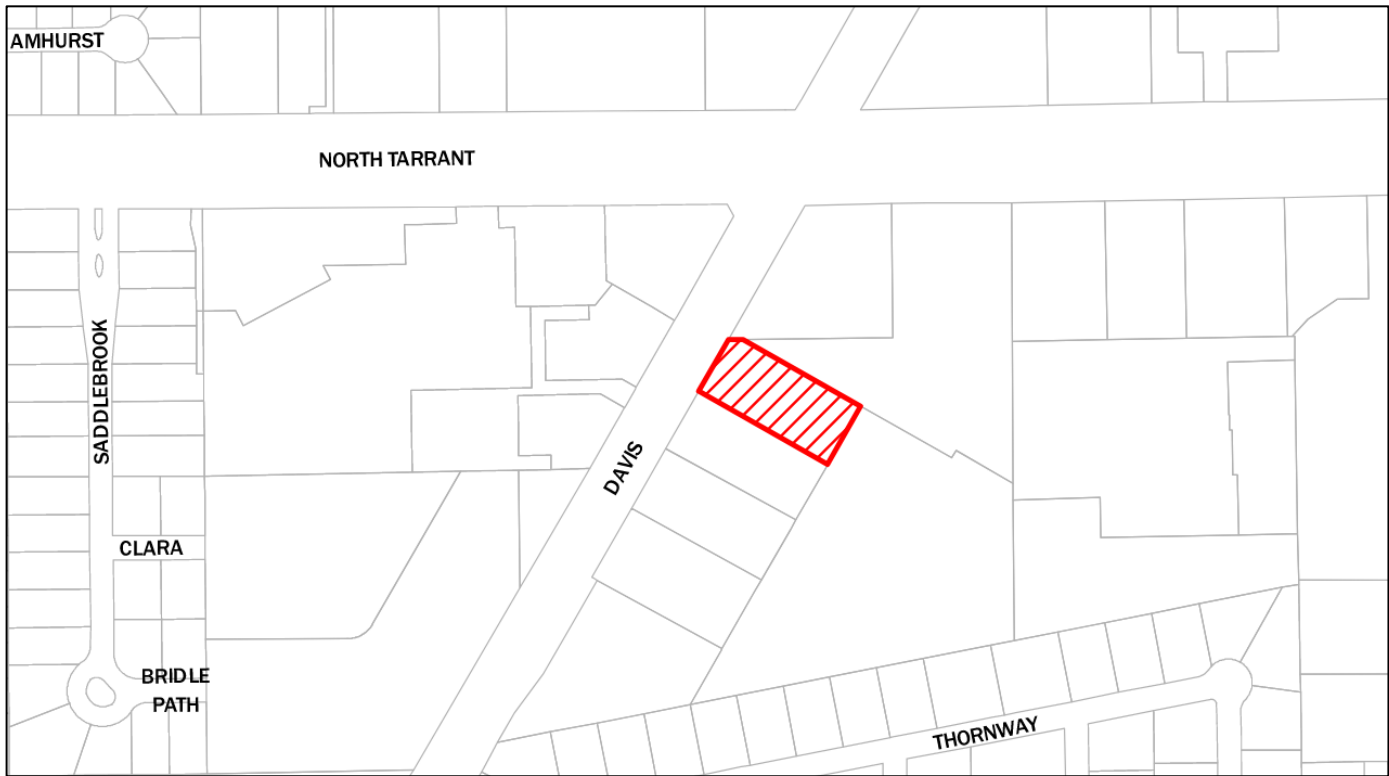 AMHURST
NORTH TARRANT
SADDLEBROOK
DAVIS
CLARA
BRIDLE
PATH
THORNWAY